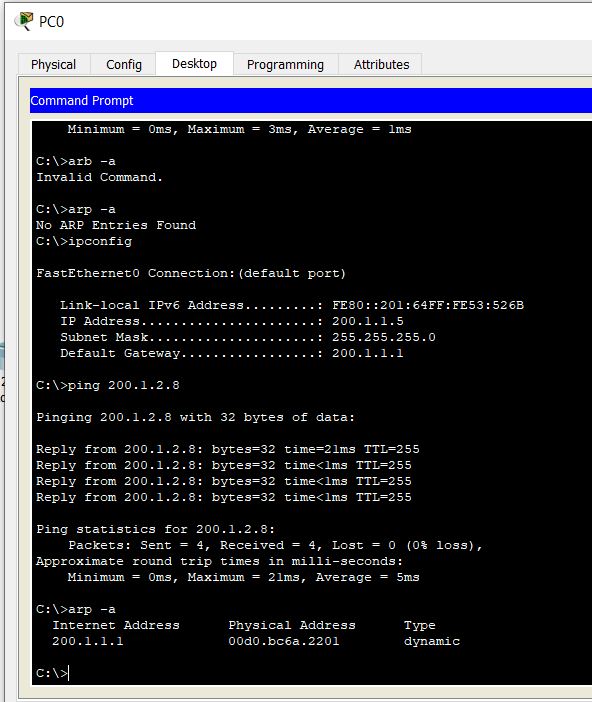 PC0
Physical Config Desktop Programming Attributes
Command Prompt
Minimum = 0ms, Maximum = 3ms, Average = 1ms
C:\>arb -a
Invalid Command.
C:\>arp -a
No ARP Entries Found
C:\>ipconfig
FastEthernet0 Connection:(default port)
Link-local IPv6 Address.........: FE80::201:64FF:FE53:526B
IP Address......................: 200.1.1.5
Subnet Mask.....................: 255.255.255.0
Default Gateway.................: 200.1.1.1
C:\>ping 200.1.2.8
Pinging 200.1.2.8 with 32 bytes of data:
Reply from 200.1.2.8: bytes=32 time=21ms TTL=255
Reply from 200.1.2.8: bytes=32 time<1ms TTL=255
Reply from 200.1.2.8: bytes=32 time<1ms TTL=255
Reply from 200.1.2.8: bytes=32 time<1ms TTL=255
Ping statistics for 200.1.2.8:
Packets: Sent = 4, Received = 4, Lost = 0 (0% loss),
Approximate round trip times in milli-seconds:
Minimum = 0ms, Maximum = 21ms, Average = 5ms
C:\>arp -a
Internet Address Physical Address Type
200.1.1.1 00d0.bc6a.2201 dynamic
C:\>